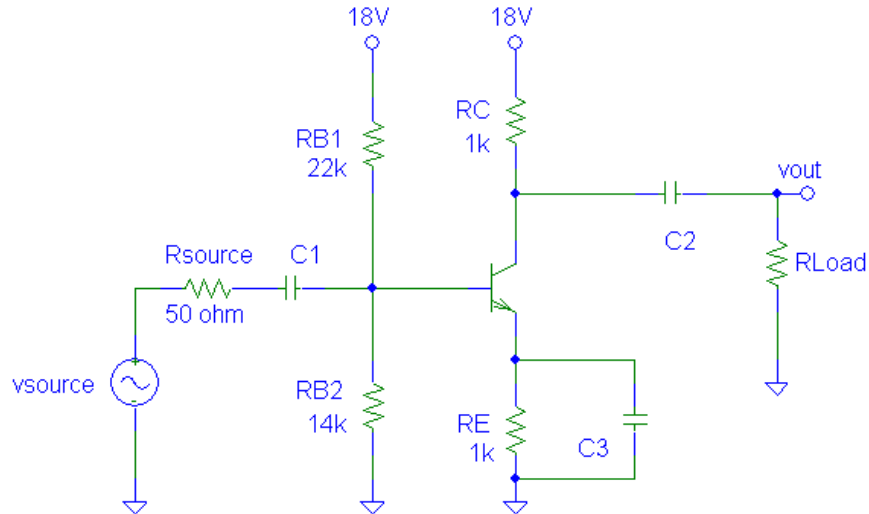 18V
18V
RB1
22k
RC
1k
vout
Rsource
50 ohm
C1
C2
RLoad
vsource
RB2
14k
RE
1k
C3